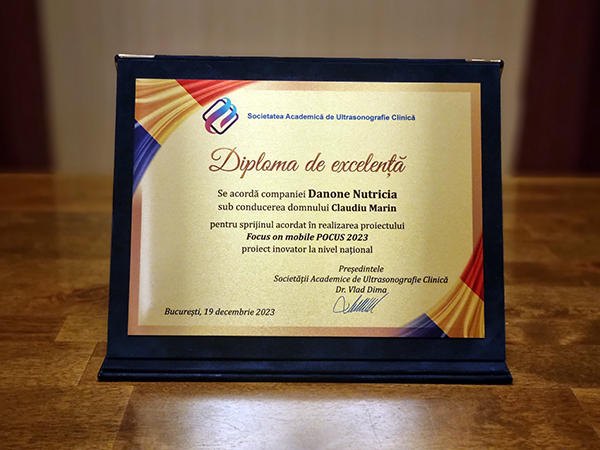 Societatea Academică de Ultrasonografie Clinică
Diploma de excelență
Se acordă companiei Danone Nutricia
sub conducerea domnului Claudiu Marin
pentru sprijinul acordat în realizarea proiectului
Focus on mobile POCUS 2023
proiect inovator la nivel național
Președintele
Societății Academice de Ultrasonografie Clinică
Dr. Vlad Dima
București, 19 decembrie 2023